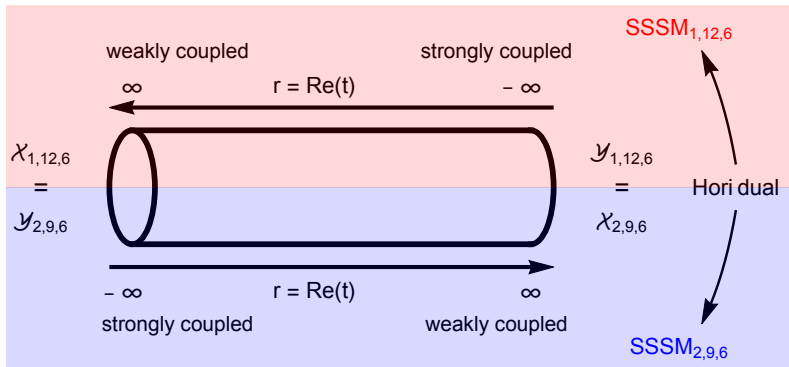 SSSM1,12,6
weakly coupled
strongly coupled
∞
r = Re(t)
− ∞
𝒳1,12,6
=
𝒴2,9,6
𝒴1,12,6
=
𝒳2,9,6
Hori dual
− ∞
r = Re(t)
∞
strongly coupled
weakly coupled
SSSM2,9,6